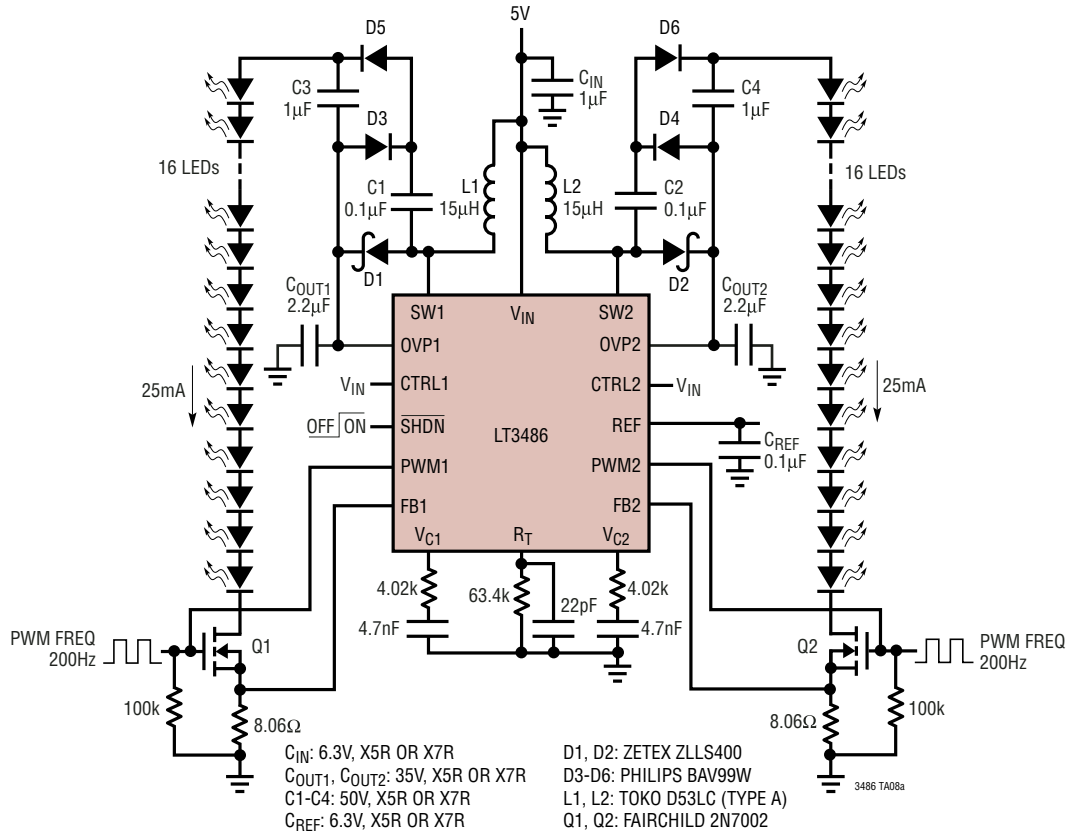 5V
D5
D6
C3
1µF
CIN
1µF
C4
1µF
D3
D4
16 LEDs
16 LEDs
C1
0.1µF
L1
15µH
L2
15µH
C2
0.1µF
D1
D2
COUT1
2.2µF
COUT2
2.2µF
SW1
VIN
SW2
OVP1
OVP2
25mA
VIN
CTRL1
CTRL2
VIN
25mA
OFF ON
SHDN
LT3486
REF
CREF
0.1µF
PWM1
PWM2
FB1
FB2
VC1
RT
VC2
4.02k
63.4k
22pF
4.02k
4.7nF
4.7nF
PWM FREQ
200Hz
Q1
Q2
PWM FREQ
200Hz
100k
8.06Ω
8.06Ω
100k
CIN: 6.3V, X5R OR X7R
COUT1, COUT2: 35V, X5R OR X7R
C1-C4: 50V, X5R OR X7R
CREF: 6.3V, X5R OR X7R
D1, D2: ZETEX ZLLS400
D3-D6: PHILIPS BAV99W
L1, L2: TOKO D53LC (TYPE A)
Q1, Q2: FAIRCHILD 2N7002
3486 TA08a